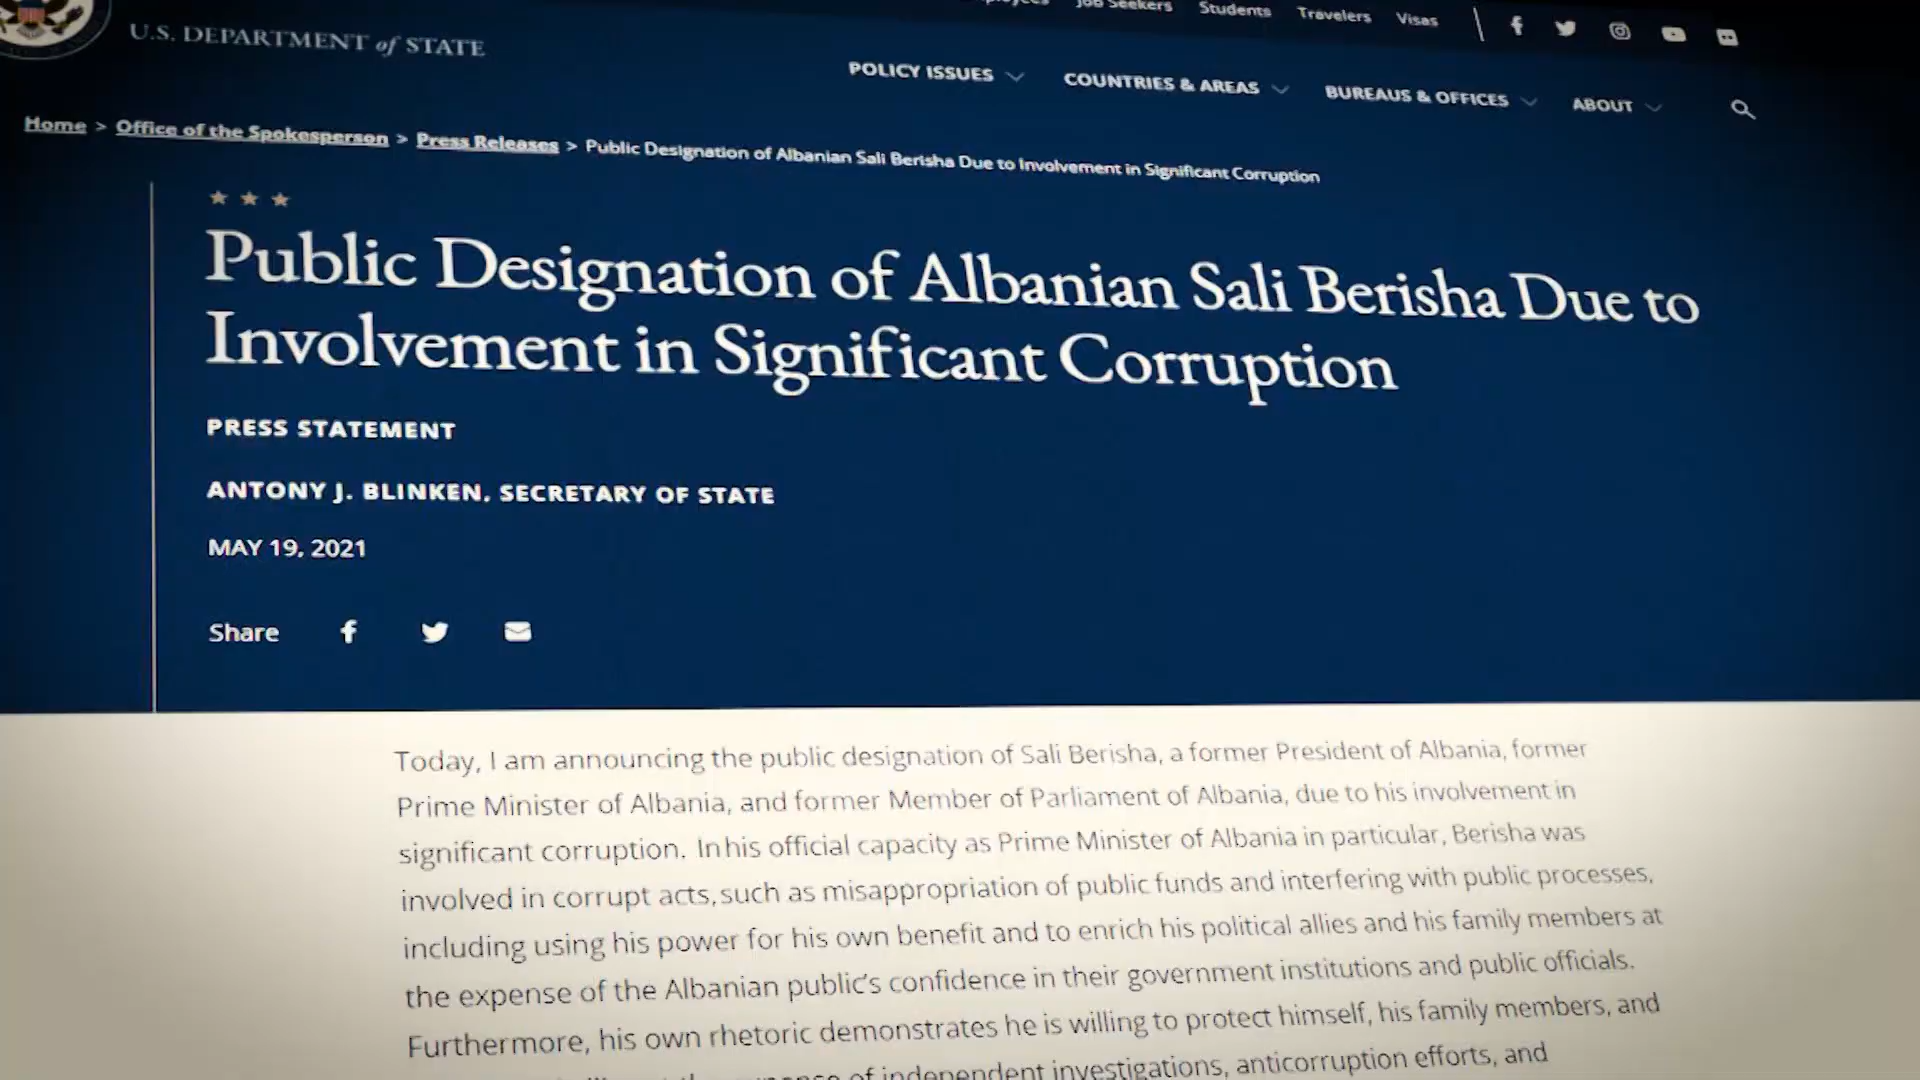 Job Seekers Students Travelers Visas
U.S. DEPARTMENT of STATE
POLICY ISSUES COUNTRIES & AREAS BUREAUS & OFFICES ABOUT
Home > Office of the Spokesperson > Press Releases > Public Designation of Albanian Sali Berisha Due to Involvement in Significant Corruption
Public Designation of Albanian Sali Berisha Due to
Involvement in Significant Corruption
PRESS STATEMENT
ANTONY J. BLINKEN, SECRETARY OF STATE
MAY 19, 2021
Share
Today, I am announcing the public designation of Sali Berisha, a former President of Albania, former
Prime Minister of Albania, and former Member of Parliament of Albania, due to his involvement in
significant corruption. In his official capacity as Prime Minister of Albania in particular, Berisha was
involved in corrupt acts, such as misappropriation of public funds and interfering with public processes,
including using his power for his own benefit and to enrich his political allies and his family members at
the expense of the Albanian public's confidence in their government institutions and public officials.
Furthermore, his own rhetoric demonstrates he is willing to protect himself, his family members, and
of independent investigations, anticorruption efforts, and